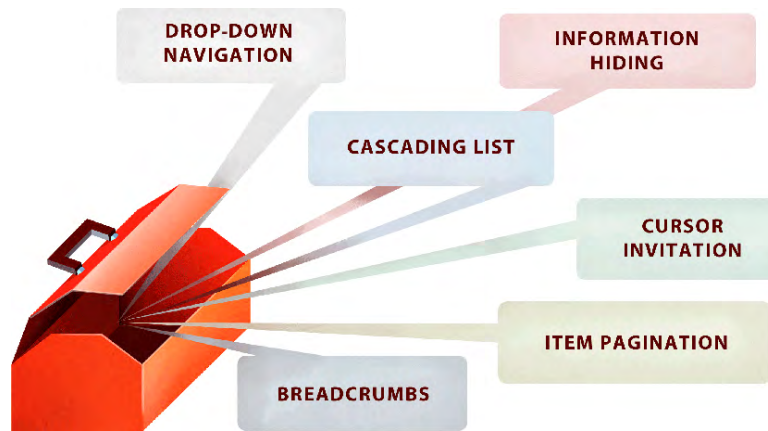 DROP-DOWN
NAVIGATION
INFORMATION
HIDING
CASCADING LIST
CURSOR
INVITATION
ITEM PAGINATION
BREADCRUMBS